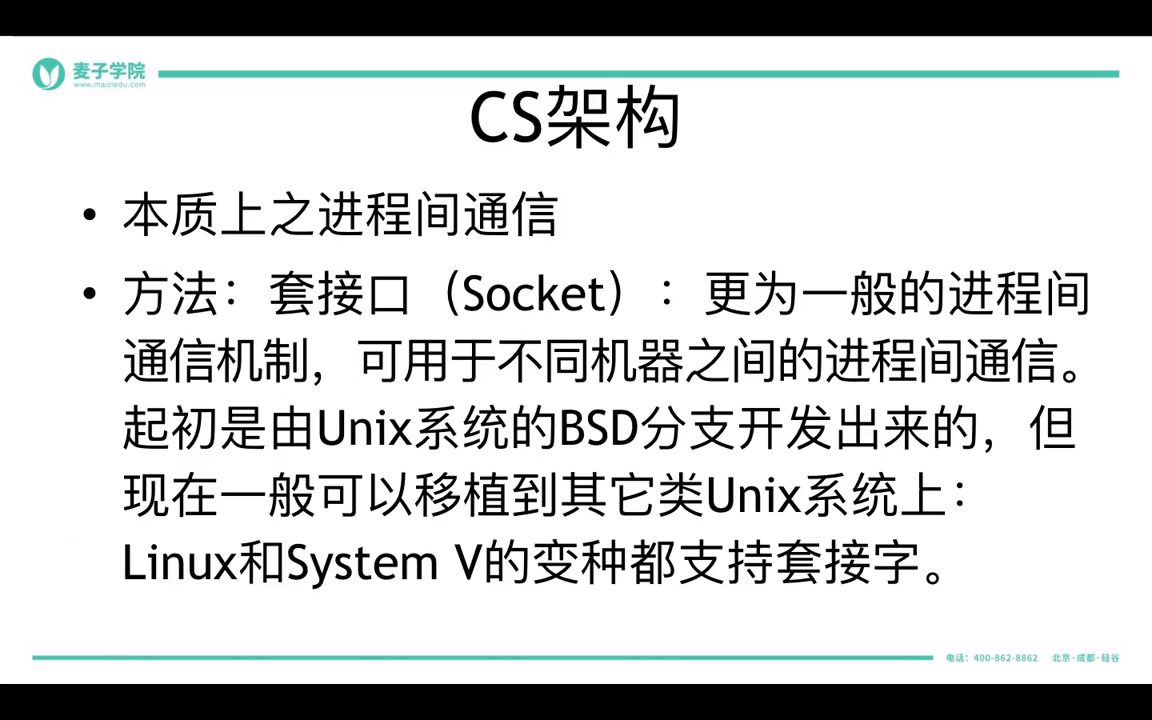 麦子学院
www.maiziedu.com
CS架构
• 本质上之进程间通信
• 方法：套接口（Socket）：更为一般的进程间
通信机制，可用于不同机器之间的进程间通信。
起初是由Unix系统的BSD分支开发出来的，但
现在一般可以移植到其它类Unix系统上：
Linux和System V的变种都支持套接字。
电话：400-862-8862 北京·成都·硅谷